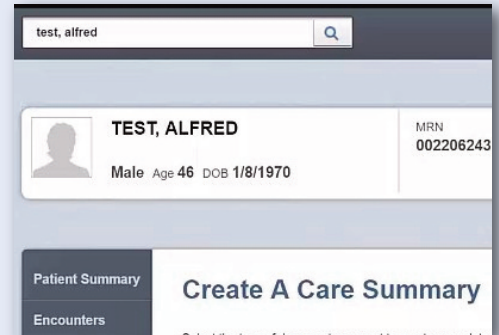 test, alfred
TEST, ALFRED
Male Age 46 DOB 1/8/1970
MRN
002206243
Patient Summary
Encounters
Create A Care Summary